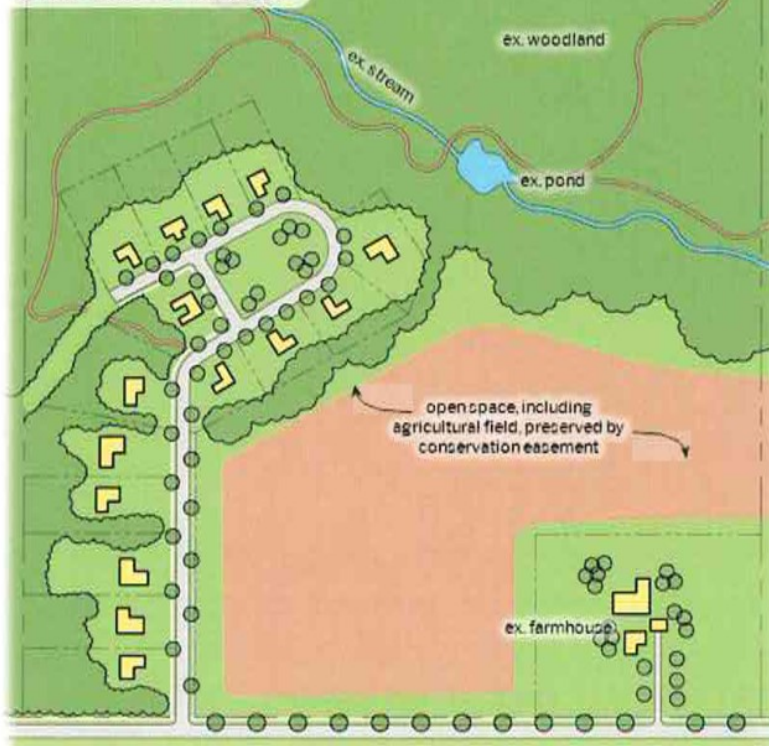 ex. woodland
ex. stream
ex. pond
open space, including
agricultural field, preserved by
conservation easement
ex. farmhouse